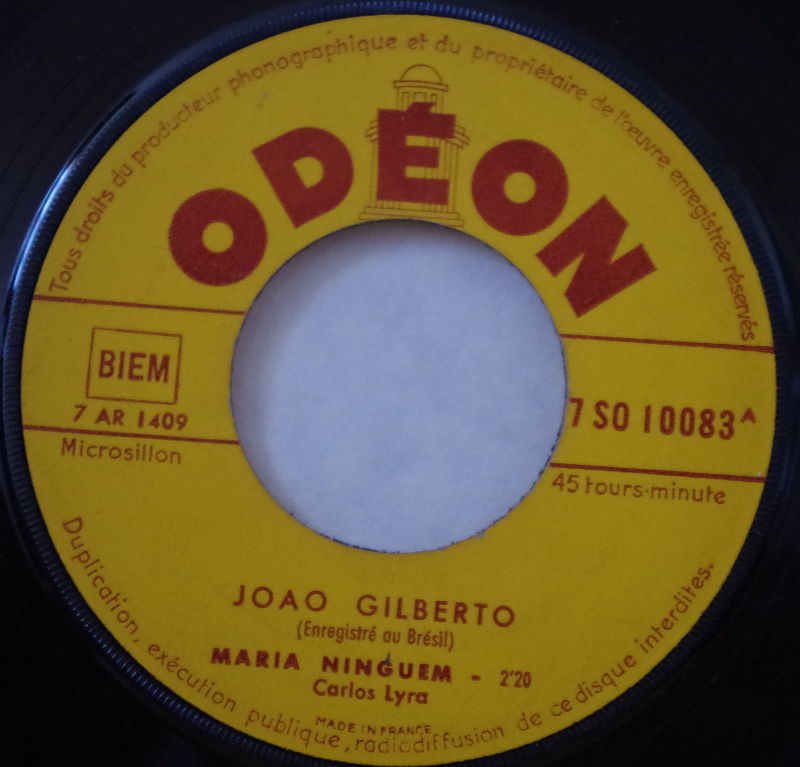 Tous droits du producteur phonographique et du propriétaire de l'œuvre enregistrée réservés
ODÉON
BIEM
7 AR 1409
7 SO 10083 A
Microsillon
45 tours-minute
JOAO GILBERTO
(Enregistré au Brésil)
MARIA NINGUEM - 2'20
Carlos Lyra
MADE IN FRANCE
Duplication, exécution publique, radiodiffusion de ce disque interdites.